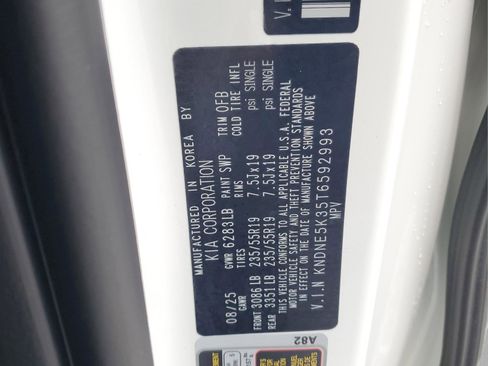 MANUFACTURED IN KOREA BY
KIA CORPORATION
08/25 GVWR 6283LB PAINT SWP TRIM OFB
GAWR RIMS COLD TIRE INFL
FRONT 3086 LB 235/55R19 7.5Jx19 psi SINGLE
REAR 3351 LB 235/55R19 7.5Jx19 psi SINGLE
THIS VEHICLE CONFORMS TO ALL APPLICABLE U.S.A. FEDERAL
MOTOR VEHICLE SAFETY AND THEFT PREVENTION STANDARDS
IN EFFECT ON THE DATE OF MANUFACTURE SHOWN ABOVE
V.I.N KNDNE5K35T6592993
MPV
A82